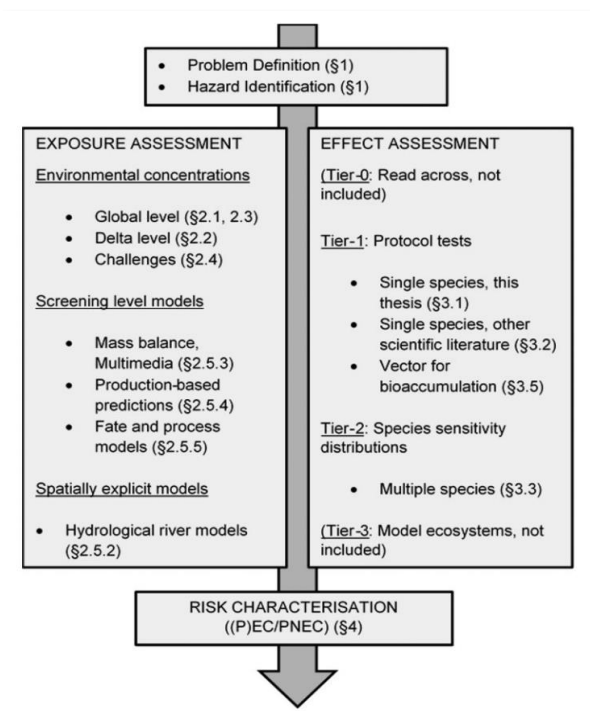 • Problem Definition (§1)
• Hazard Identification (§1)
EXPOSURE ASSESSMENT
Environmental concentrations
• Global level (§2.1, 2.3)
• Delta level (§2.2)
• Challenges (§2.4)
Screening level models
• Mass balance,
Multimedia (§2.5.3)
• Production-based
predictions (§2.5.4)
• Fate and process
models (§2.5.5)
Spatially explicit models
• Hydrological river models
(§2.5.2)
EFFECT ASSESSMENT
(Tier-0: Read across, not
included)
Tier-1: Protocol tests
• Single species, this
thesis (§3.1)
• Single species, other
scientific literature (§3.2)
• Vector for
bioaccumulation (§3.5)
Tier-2: Species sensitivity
distributions
• Multiple species (§3.3)
(Tier-3: Model ecosystems, not
included)
RISK CHARACTERISATION
((P)EC/PNEC) (§4)